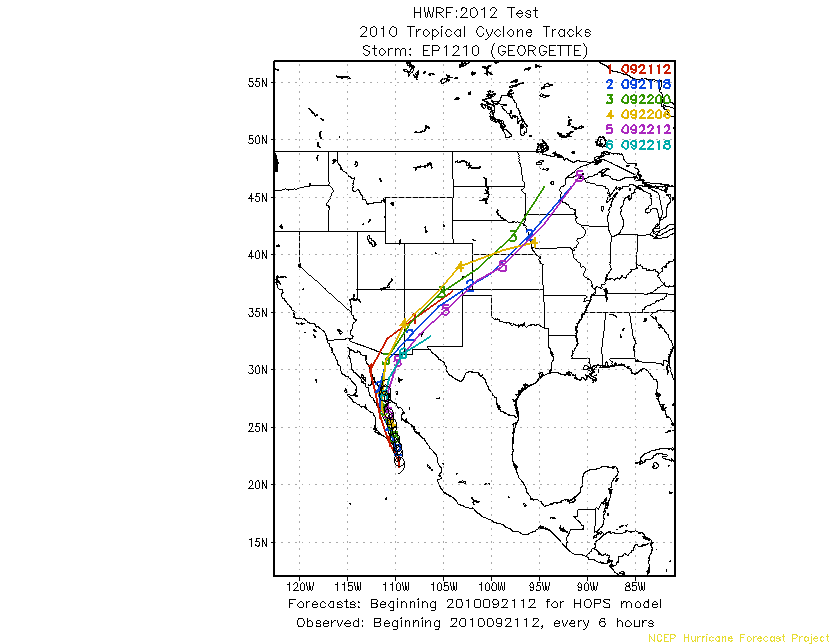 HWRF:2012 Test
2010 Tropical Cyclone Tracks
Storm: EP1210 (GEORGETTE)
1 092112
2 092118
3 092200
4 092206
5 092212
6 092218
55N
50N
45N
40N
35N
30N
25N
20N
15N
120W 115W 110W 105W 100W 95W 90W 85W
Forecasts: Beginning 2010092112 for HOPS model
Observed: Beginning 2010092112, every 6 hours
NCEP Hurricane Forecast Project